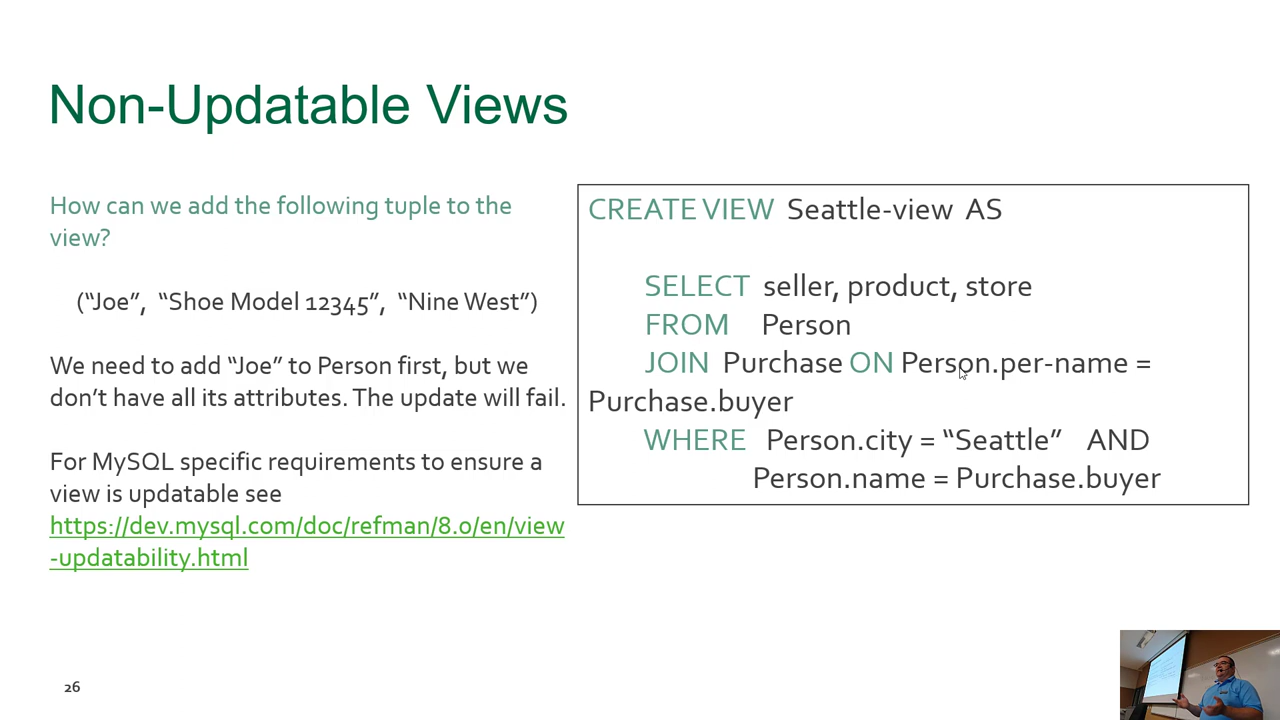 Non-Updatable Views
How can we add the following tuple to the
view?
(“Joe”, “Shoe Model 12345”, “Nine West”)
We need to add “Joe” to Person first, but we
don’t have all its attributes. The update will fail.
For MySQL specific requirements to ensure a
view is updatable see
https://dev.mysql.com/doc/refman/8.0/en/view
-updatability.html
CREATE VIEW Seattle-view AS
SELECT seller, product, store
FROM Person
JOIN Purchase ON Person.per-name =
Purchase.buyer
WHERE Person.city = “Seattle” AND
Person.name = Purchase.buyer
26